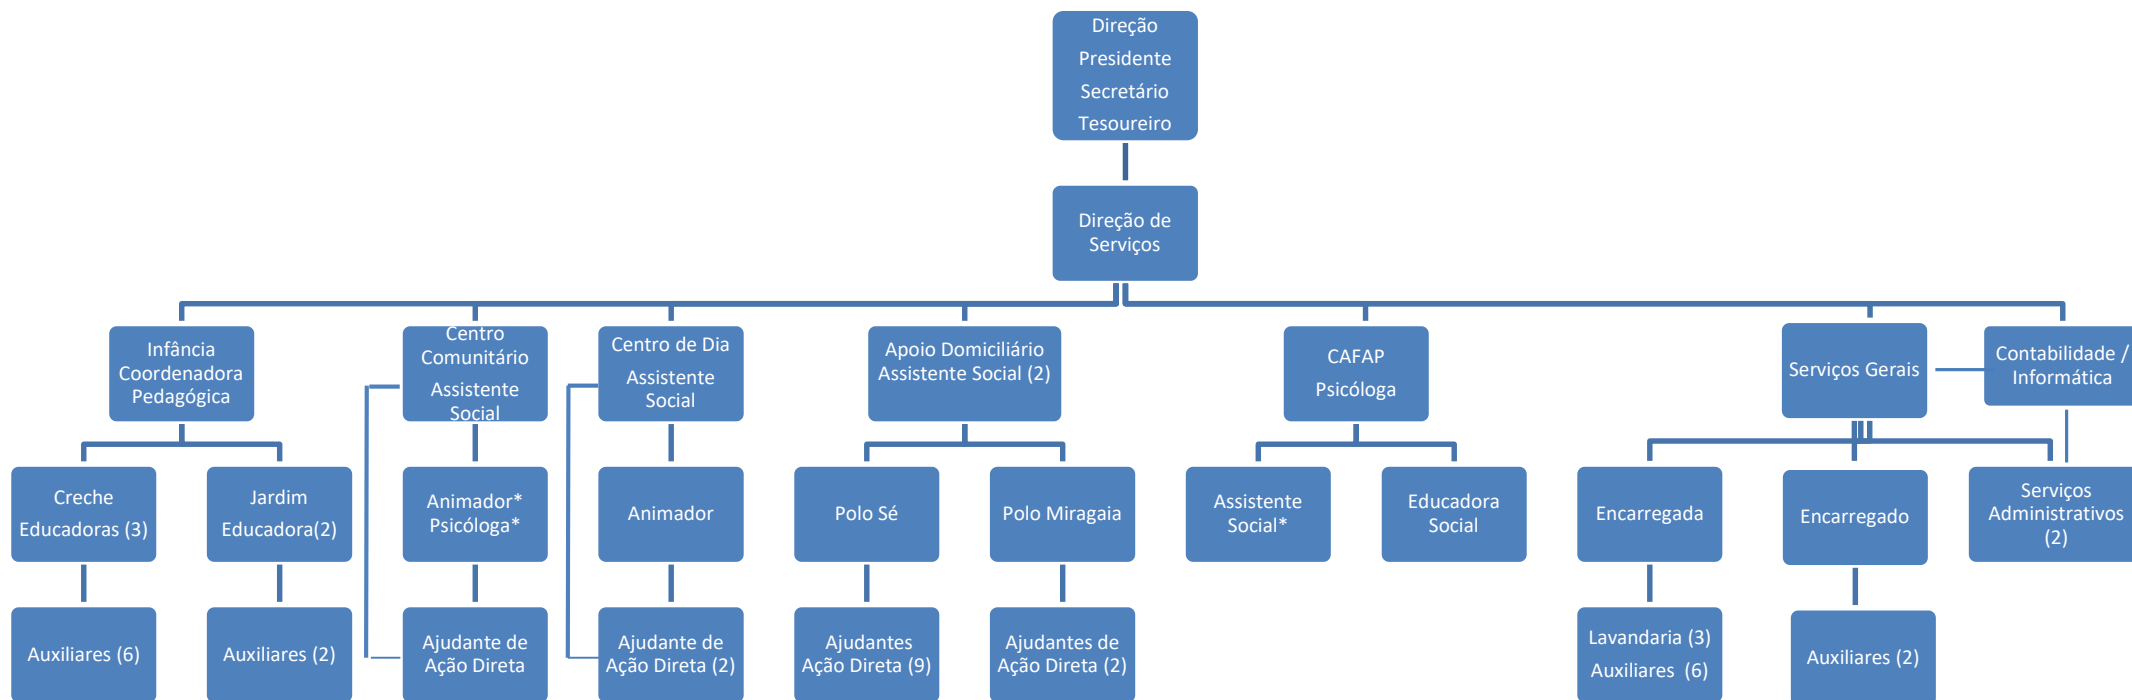 Direção
Presidente
Secretário
Tesoureiro
Direção de
Serviços
Infância
Coordenadora
Pedagógica
Centro
Comunitário
Assistente
Social
Centro de Dia
Assistente
Social
Apoio Domiciliário
Assistente Social (2)
CAFAP
Psicóloga
Serviços Gerais
Contabilidade /
Informática
Creche
Educadoras (3)
Jardim
Educadora(2)
Animador*
Psicóloga*
Animador
Polo Sé
Polo Miragaia
Assistente
Social*
Educadora
Social
Encarregada
Encarregado
Serviços
Administrativos
(2)
Auxiliares (6)
Auxiliares (2)
Ajudante de
Ação Direta
Ajudante de
Ação Direta (2)
Ajudantes
Ação Direta (9)
Ajudantes de
Ação Direta (2)
Lavandaria (3)
Auxiliares (6)
Auxiliares (2)